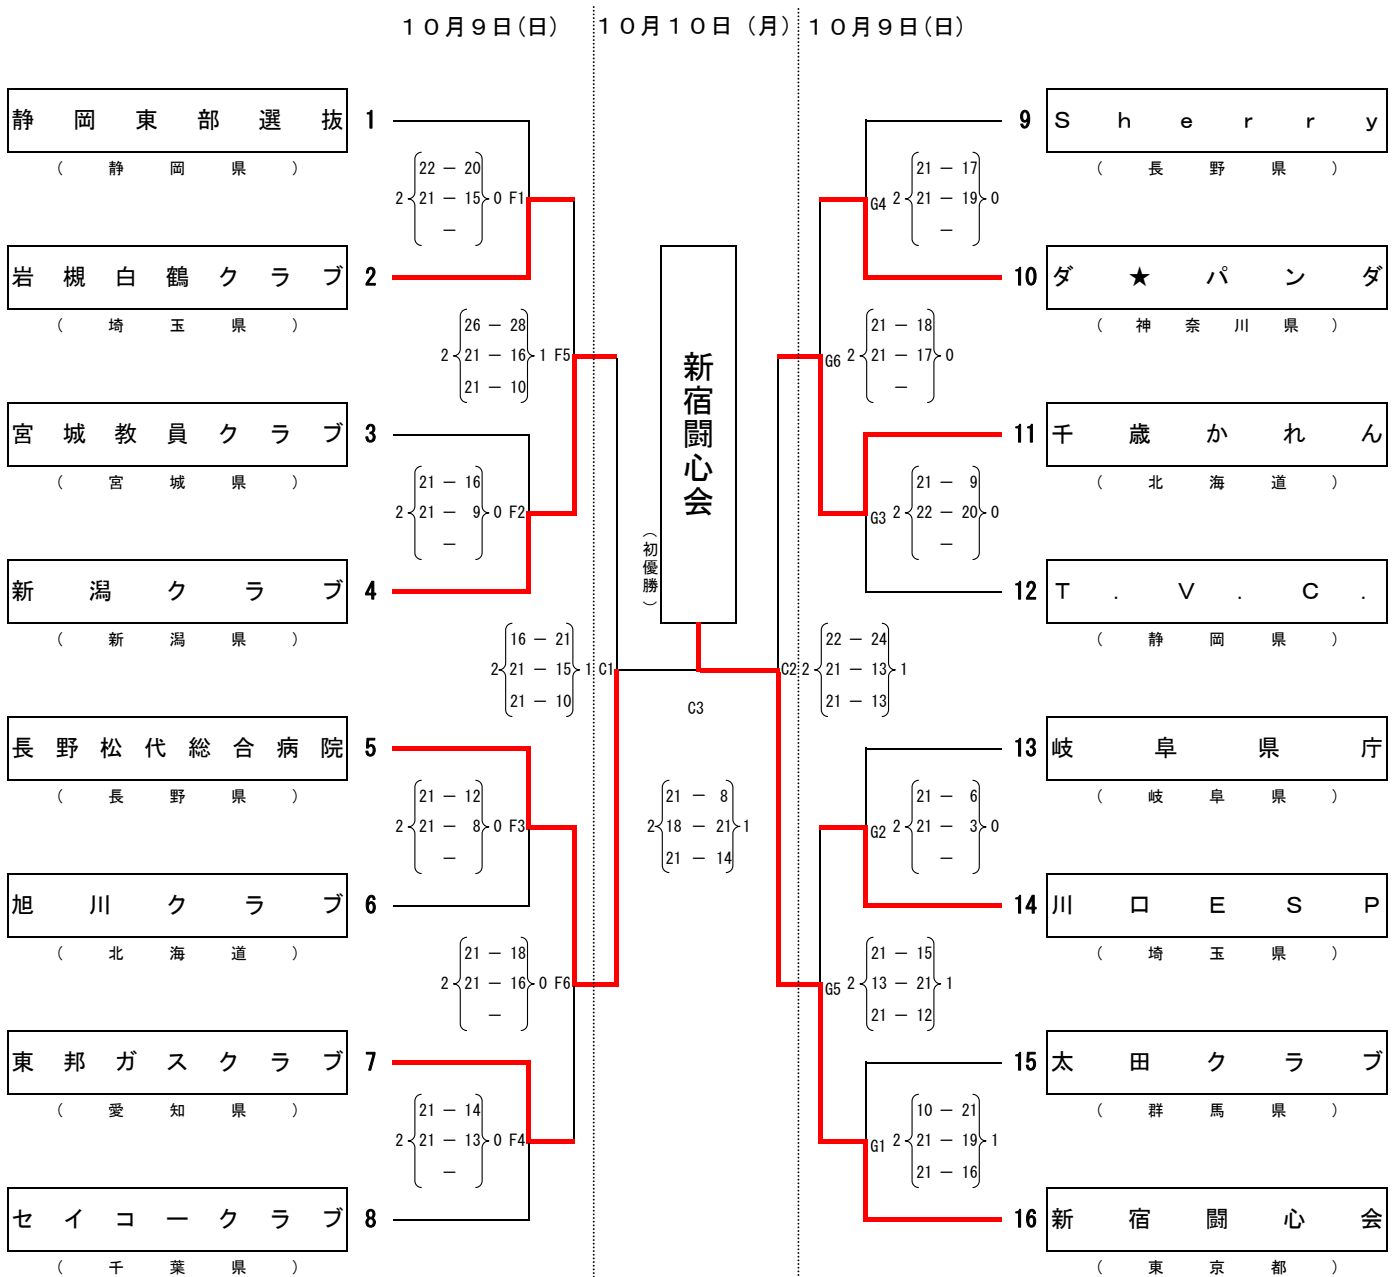 １０月９日(日)
１０月１０日（月）
１０月９日(日)
静岡東部選抜 1
（静岡県）
22 － 20
2 21 － 15 0 F1
－
岩槻白鶴クラブ 2
（埼玉県）
26 － 28
2 21 － 16 1 F5
21 － 10
宮城教員クラブ 3
（宮城県）
21 － 16
2 21 － 9 0 F2
－
新潟クラブ 4
（新潟県）
16 － 21
2 21 － 15 1 C1
21 － 10
長野松代総合病院 5
（長野県）
21 － 12
2 21 － 8 0 F3
－
旭川クラブ 6
（北海道）
21 － 18
2 21 － 16 0 F6
－
東邦ガスクラブ 7
（愛知県）
21 － 14
2 21 － 13 0 F4
－
セイコークラブ 8
（千葉県）
新宿闘心会
（初優勝）
C3
21 － 8
2 18 － 21 1
21 － 14
9 Sherry
（長野県）
21 － 17
G4 2 21 － 19 0
－
10 ダ★パンダ
（神奈川県）
21 － 18
G6 2 21 － 17 0
－
11 千歳かれん
（北海道）
21 － 9
G3 2 22 － 20 0
－
12 T.V.C.
（静岡県）
22 － 24
C2 2 21 － 13 1
21 － 13
13 岐阜県庁
（岐阜県）
21 － 6
G2 2 21 － 3 0
－
14 川口ESP
（埼玉県）
21 － 15
G5 2 13 － 21 1
21 － 12
15 太田クラブ
（群馬県）
10 － 21
G1 2 21 － 19 1
21 － 16
16 新宿闘心会
（東京都）